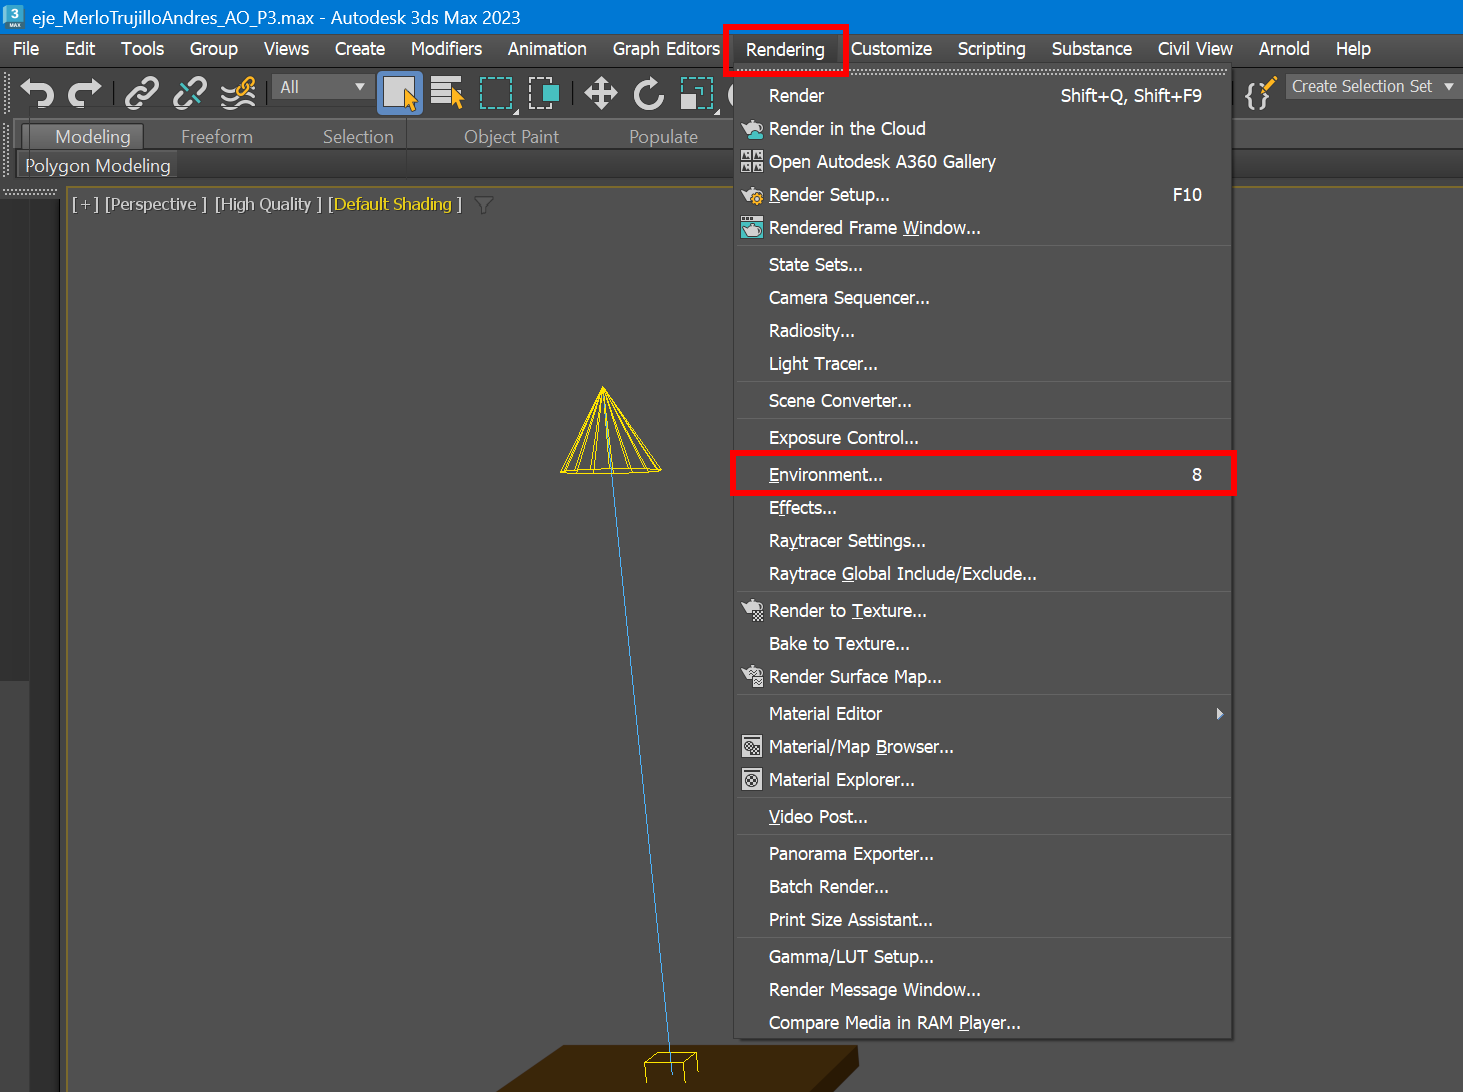 3
MAX
eje_MerloTrujilloAndres_AO_P3.max - Autodesk 3ds Max 2023
File Edit Tools Group Views Create Modifiers Animation Graph Editors Rendering Customize Scripting Substance Civil View Arnold Help
All
Create Selection Set
Modeling Freeform Selection Object Paint Populate
Polygon Modeling
[ + ] [Perspective ] [High Quality ] [Default Shading ]
Render Shift+Q, Shift+F9
Render in the Cloud
Open Autodesk A360 Gallery
Render Setup... F10
Rendered Frame Window...
State Sets...
Camera Sequencer...
Radiosity...
Light Tracer...
Scene Converter...
Exposure Control...
Environment... 8
Effects...
Raytracer Settings...
Raytrace Global Include/Exclude...
Render to Texture...
Bake to Texture...
Render Surface Map...
Material Editor
Material/Map Browser...
Material Explorer...
Video Post...
Panorama Exporter...
Batch Render...
Print Size Assistant...
Gamma/LUT Setup...
Render Message Window...
Compare Media in RAM Player...